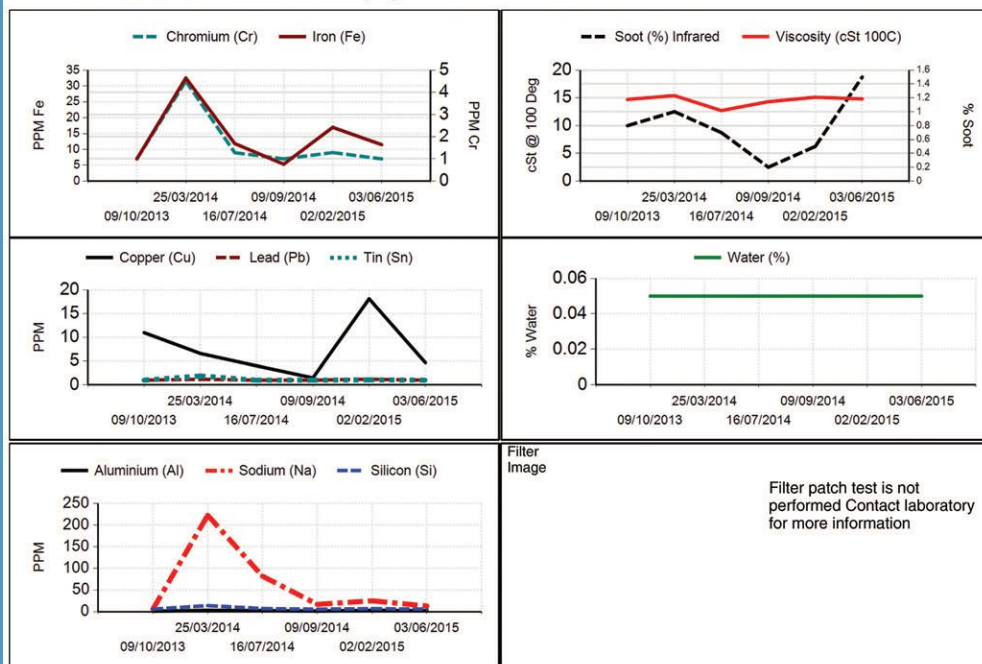 Chromium (Cr) Iron (Fe)
35
30
25
20
15
10
5
0
PPM Fe
5
4
3
2
1
0
PPM Cr
25/03/2014 09/09/2014 03/06/2015
09/10/2013 16/07/2014 02/02/2015
Soot (%) Infrared Viscosity (cSt 100C)
20
15
10
5
0
cSt @ 100 Deg
1.6
1.4
1.2
1
0.8
0.6
0.4
0.2
0
% Soot
25/03/2014 09/09/2014 03/06/2015
09/10/2013 16/07/2014 02/02/2015
Copper (Cu) Lead (Pb) Tin (Sn)
20
15
10
5
0
PPM
25/03/2014 09/09/2014 03/06/2015
09/10/2013 16/07/2014 02/02/2015
Water (%)
0.06
0.04
0.02
0
% Water
25/03/2014 09/09/2014 03/06/2015
09/10/2013 16/07/2014 02/02/2015
Aluminium (Al) Sodium (Na) Silicon (Si)
250
200
150
100
50
0
PPM
25/03/2014 09/09/2014 03/06/2015
09/10/2013 16/07/2014 02/02/2015
Filter
Image
Filter patch test is not
performed Contact laboratory
for more information